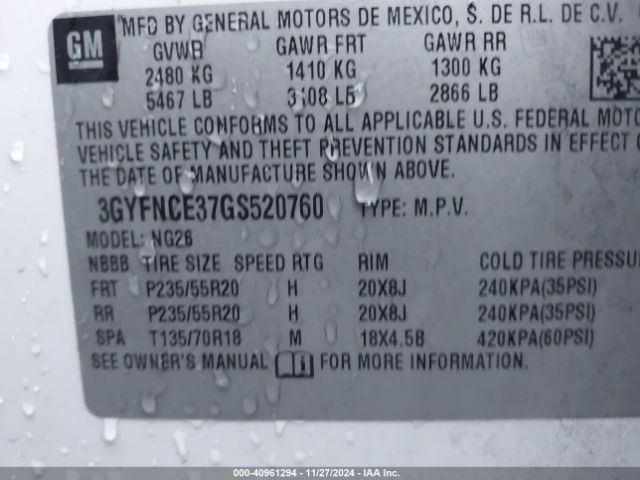 GM
MFD BY GENERAL MOTORS DE MEXICO, S. DE R.L. DE C.V.
GVWR GAWR FRT GAWR RR
2480 KG 1410 KG 1300 KG
5467 LB 3108 LB 2866 LB
THIS VEHICLE CONFORMS TO ALL APPLICABLE U.S. FEDERAL MOTO
VEHICLE SAFETY AND THEFT PREVENTION STANDARDS IN EFFECT O
THE DATE OF MANUFACTURE SHOWN ABOVE.
3GYFNCE37GS520760 TYPE: M.P.V.
MODEL: NG26
NBBB TIRE SIZE SPEED RTG RIM COLD TIRE PRESSUR
FRT P235/55R20 H 20X8J 240KPA(35PSI)
RR P235/55R20 H 20X8J 240KPA(35PSI)
SPA T135/70R18 M 18X4.5B 420KPA(60PSI)
SEE OWNER'S MANUAL FOR MORE INFORMATION.
000-40961294 - 11/27/2024 - IAA Inc.